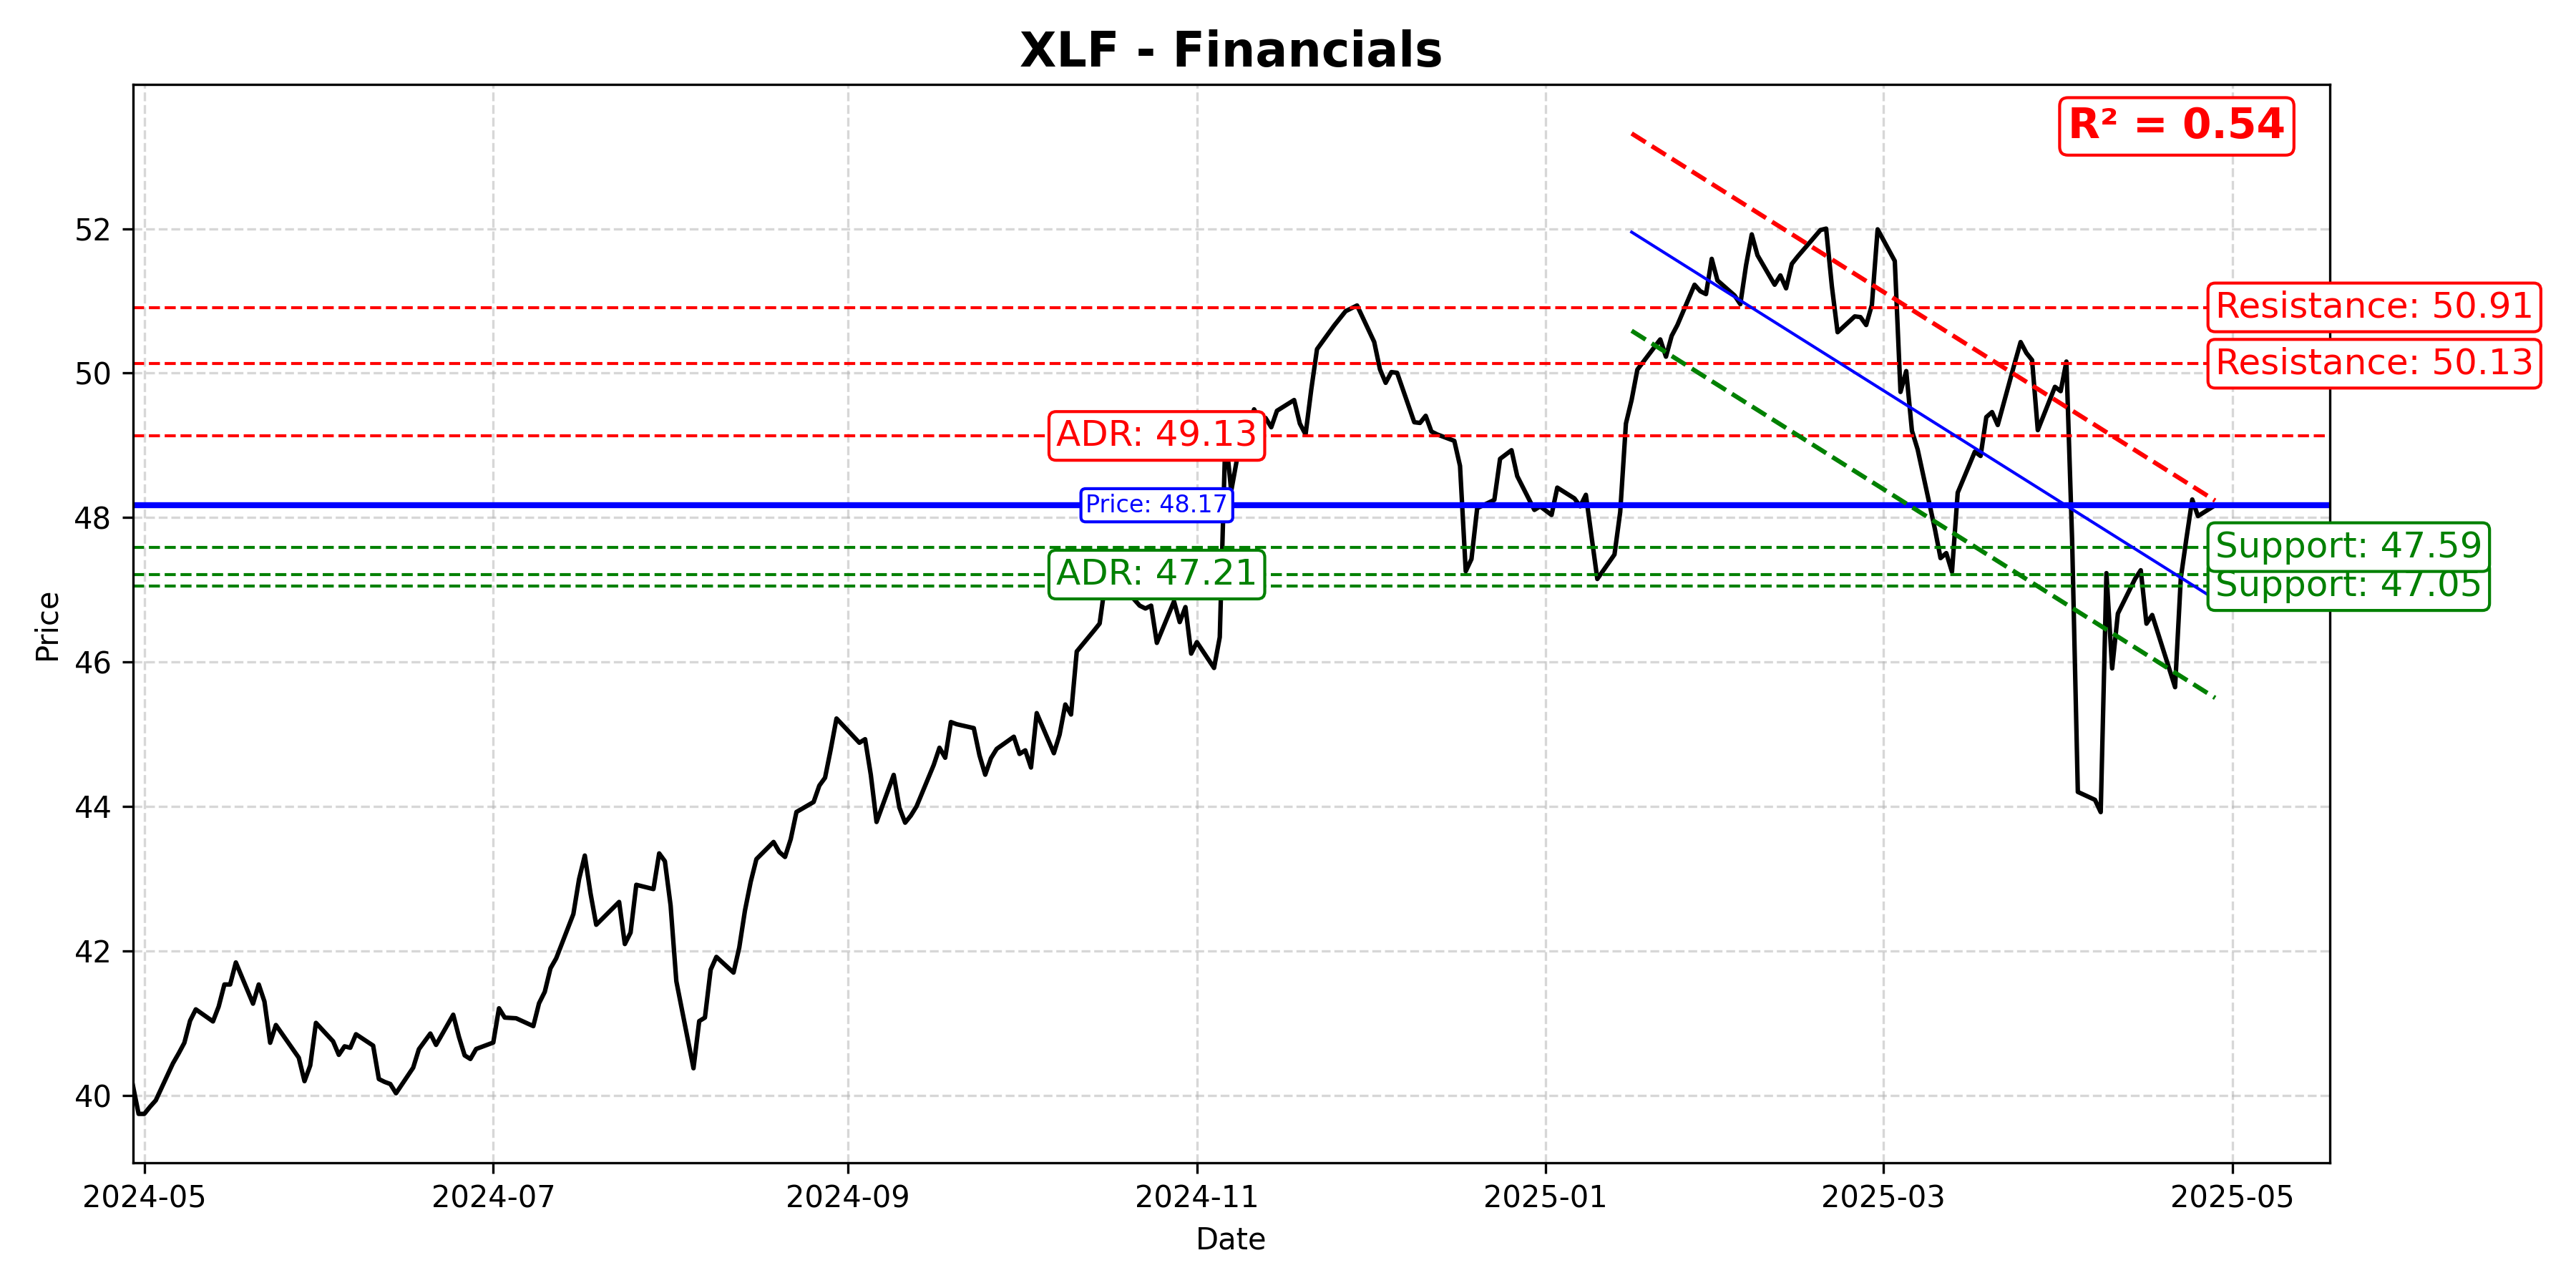 XLF - Financials
R² = 0.54
52
50
48
46
44
42
40
Price
Resistance: 50.91
Resistance: 50.13
ADR: 49.13
Price: 48.17
Support: 47.59
ADR: 47.21
Support: 47.05
2024-05
2024-07
2024-09
2024-11
2025-01
2025-03
2025-05
Date